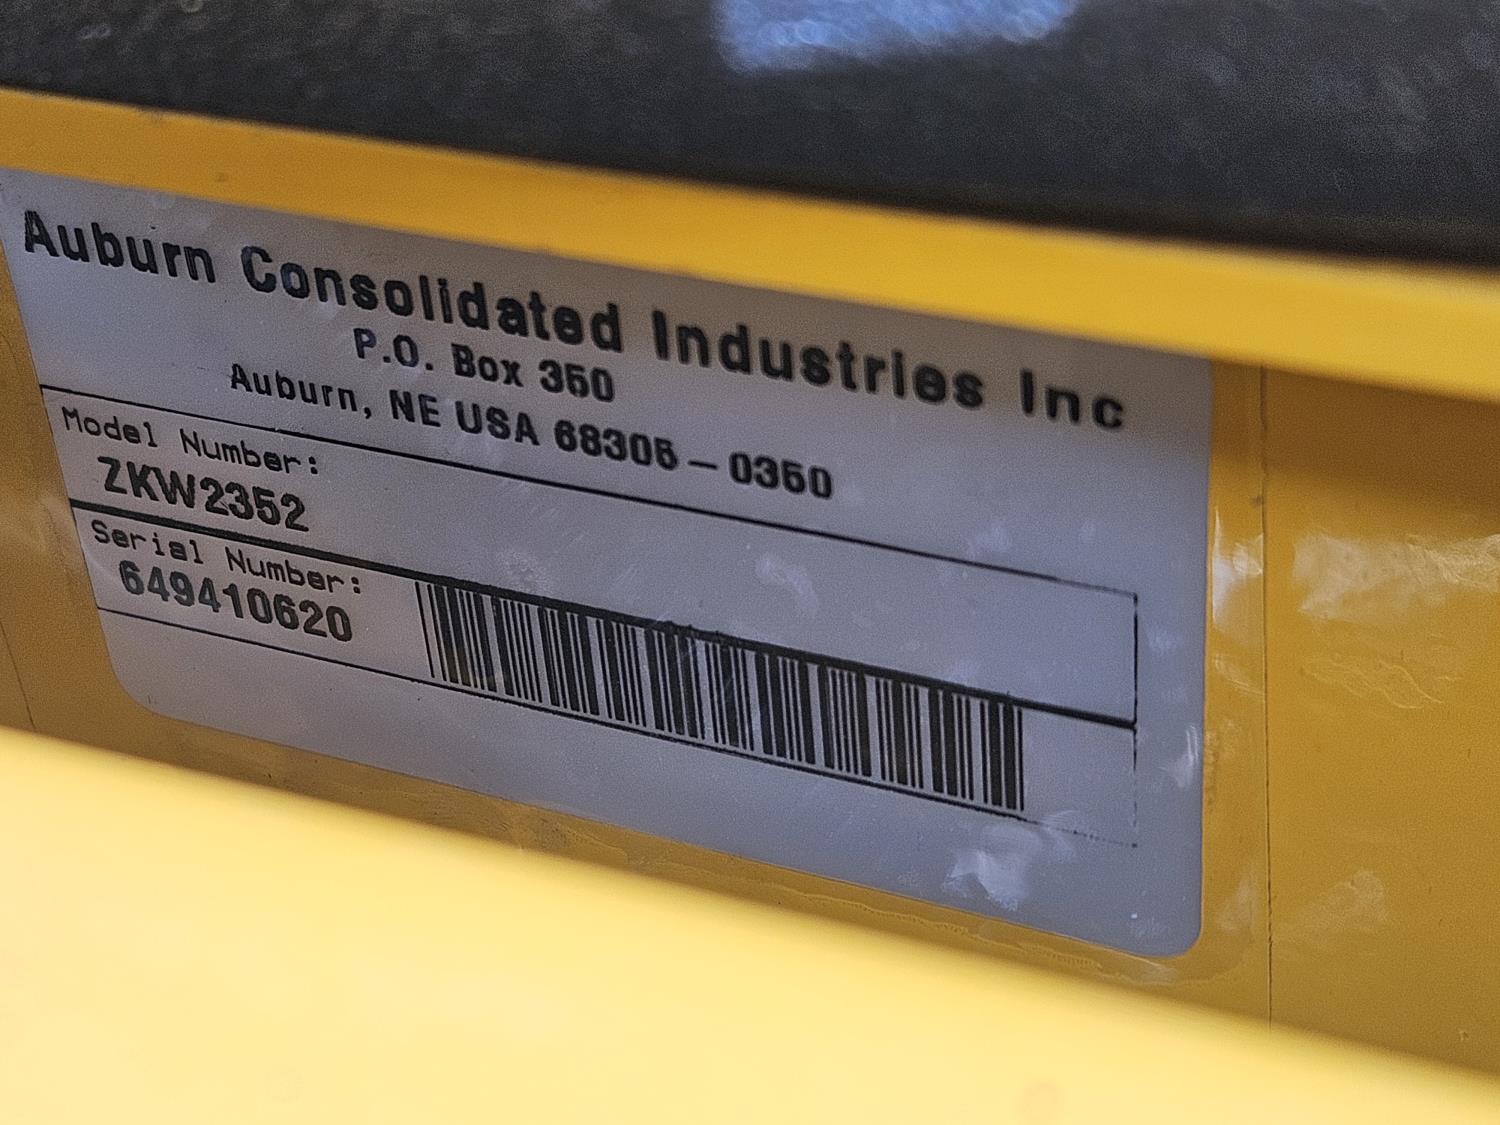 Auburn Consolidated Industries Inc
P.O. Box 350
Auburn, NE USA 68305-0350
Model Number:
ZKW2352
Serial Number:
649410620